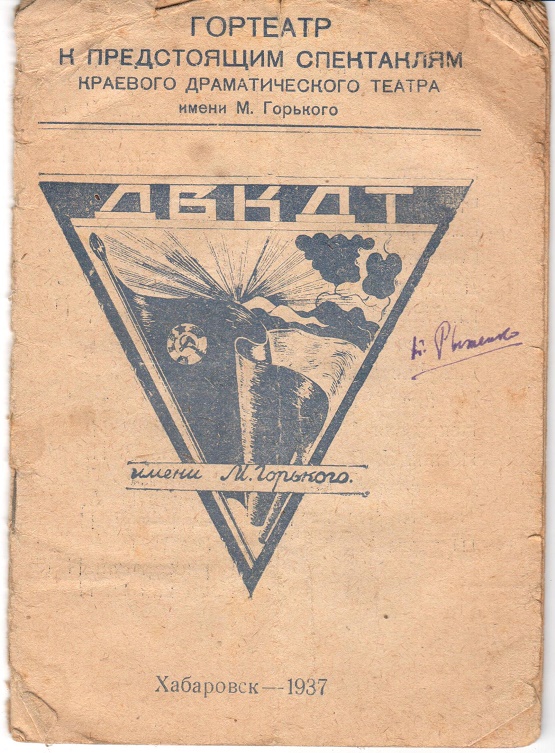 ГОРТЕАТР
К ПРЕДСТОЯЩИМ СПЕКТАКЛЯМ
КРАЕВОГО ДРАМАТИЧЕСКОГО ТЕАТРА
имени М. Горького
ДВКДТ
имени М. Горького.
Хабаровск—1937